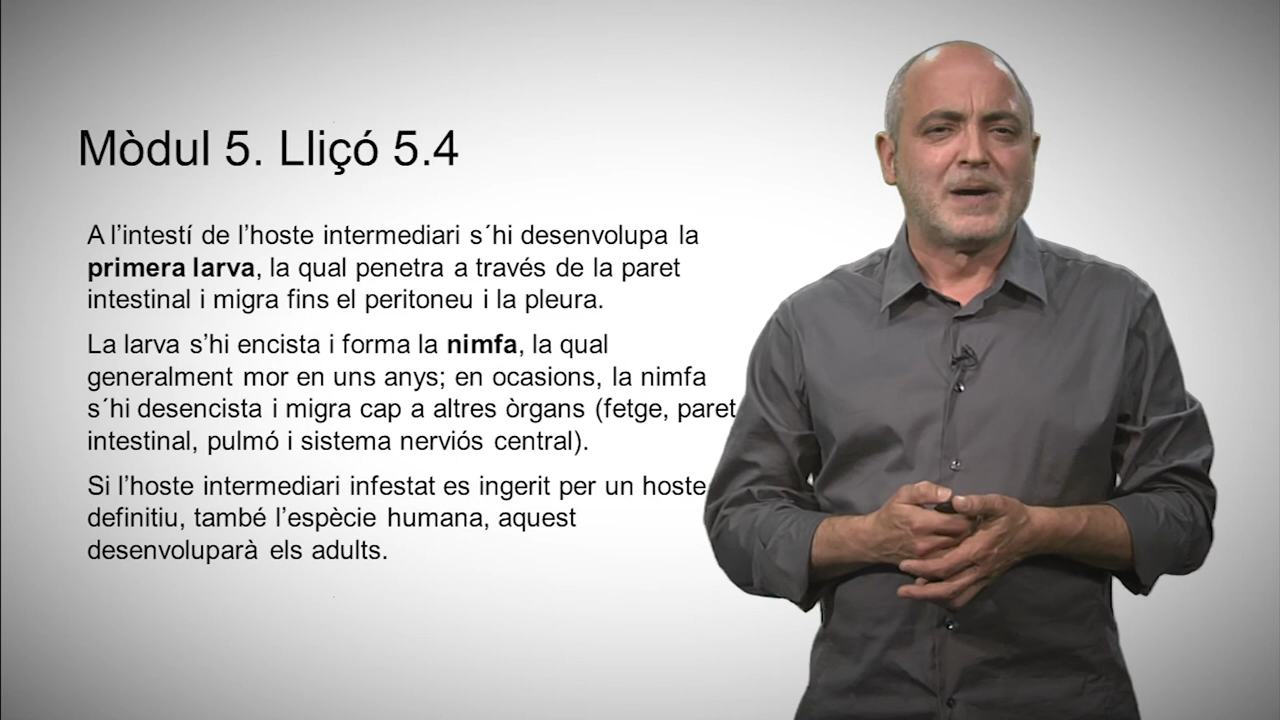 Mòdul 5. Lliçó 5.4
A l’intestí de l’hoste intermediari s´hi desenvolupa la
primera larva, la qual penetra a través de la paret
intestinal i migra fins el peritoneu i la pleura.
La larva s’hi encista i forma la nimfa, la qual
generalment mor en uns anys; en ocasions, la nimfa
s´hi desencista i migra cap a altres òrgans (fetge, paret
intestinal, pulmó i sistema nerviós central).
Si l’hoste intermediari infestat es ingerit per un hoste
definitiu, també l’espècie humana, aquest
desenvoluparà els adults.